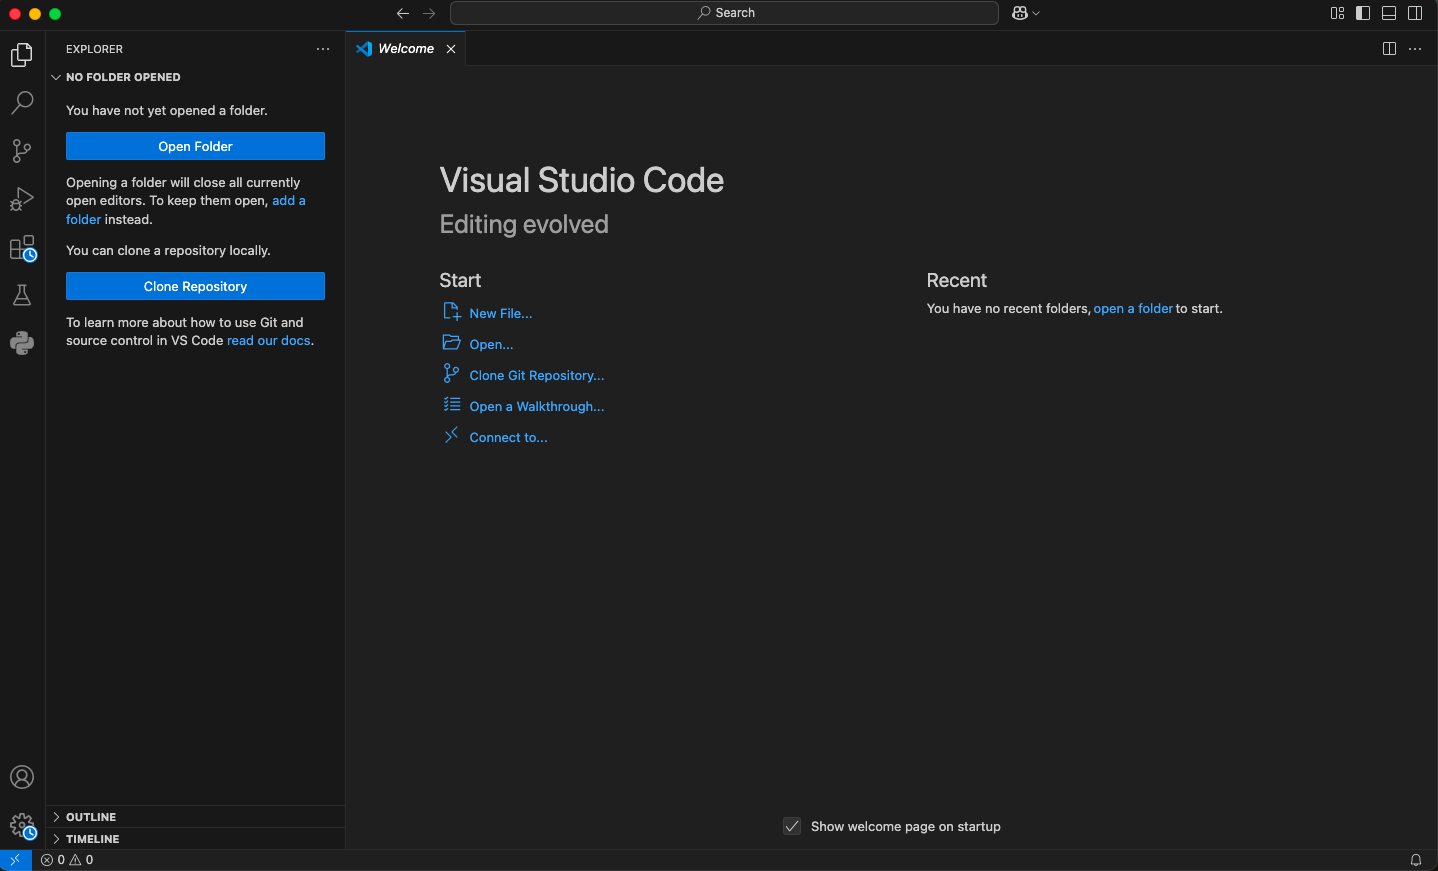 Search
EXPLORER
Welcome
NO FOLDER OPENED
You have not yet opened a folder.
Open Folder
Opening a folder will close all currently
open editors. To keep them open, add a
folder instead.
You can clone a repository locally.
Clone Repository
To learn more about how to use Git and
source control in VS Code read our docs.
Visual Studio Code
Editing evolved
Start
New File...
Open...
Clone Git Repository...
Open a Walkthrough...
Connect to...
Recent
You have no recent folders, open a folder to start.
OUTLINE
TIMELINE
Show welcome page on startup
0 0